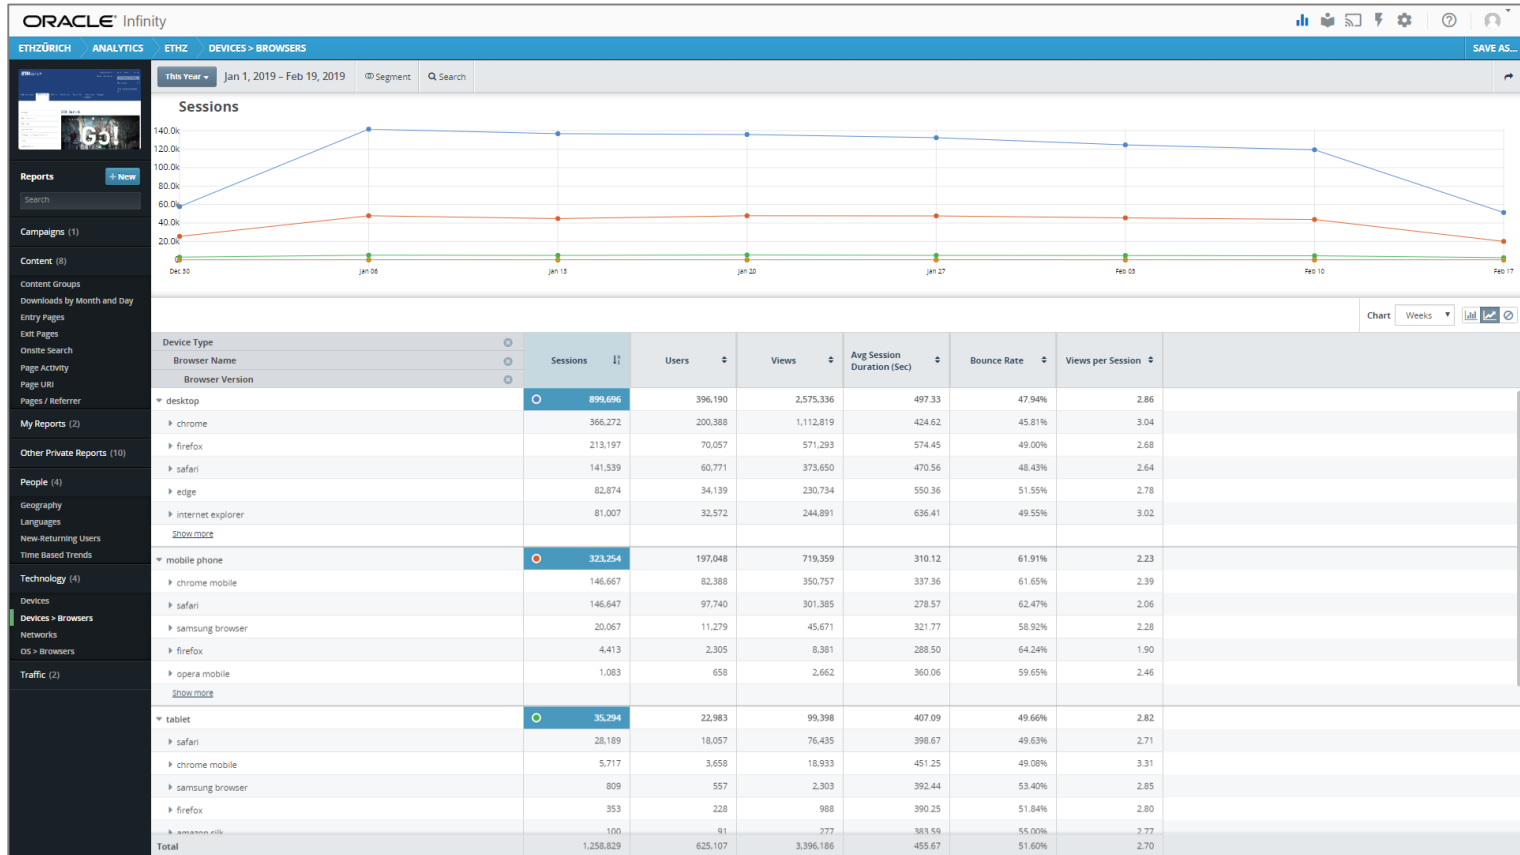 ORACLE Infinity
ETHZÜRICH ANALYTICS ETHZ DEVICES > BROWSERS SAVE AS...
This Year Jan 1, 2019 – Feb 19, 2019 Segment Search
Go!
Reports + New
Search
Campaigns (1)
Content (8)
Content Groups
Downloads by Month and Day
Entry Pages
Exit Pages
Onsite Search
Page Activity
Page URI
Pages / Referrer
My Reports (2)
Other Private Reports (10)
People (4)
Geography
Languages
New-Returning Users
Time Based Trends
Technology (4)
Devices
Devices > Browsers
Networks
OS > Browsers
Traffic (2)
Sessions
140.0k
120.0k
100.0k
80.0k
60.0k
40.0k
20.0k
0
Dec 30 Jan 06 Jan 13 Jan 20 Jan 27 Feb 03 Feb 10 Feb 17
Chart Weeks
Device Type
Browser Name
Browser Version
Sessions Users Views Avg Session Duration (Sec) Bounce Rate Views per Session
desktop 899,696 396,190 2,575,336 497.33 47.94% 2.86
chrome 366,272 200,388 1,112,819 424.62 45.81% 3.04
firefox 213,197 70,057 571,293 574.45 49.00% 2.68
safari 141,539 60,771 373,650 470.56 48.43% 2.64
edge 82,874 34,139 230,734 550.36 51.55% 2.78
internet explorer 81,007 32,572 244,891 636.41 49.55% 3.02
Show more
mobile phone 323,254 197,048 719,359 310.12 61.91% 2.23
chrome mobile 146,667 82,388 350,757 337.36 61.65% 2.39
safari 146,647 97,740 301,385 278.57 62.47% 2.06
samsung browser 20,067 11,279 45,671 321.77 58.92% 2.28
firefox 4,413 2,305 8,381 288.50 64.24% 1.90
opera mobile 1,083 658 2,662 360.06 59.65% 2.46
Show more
tablet 35,294 22,983 99,398 407.09 49.66% 2.82
safari 28,189 18,057 76,435 398.67 49.63% 2.71
chrome mobile 5,717 3,658 18,933 451.25 49.08% 3.31
samsung browser 809 557 2,303 392.44 53.40% 2.85
firefox 353 228 988 390.25 51.84% 2.80
amazon silk 100 91 277 383.59 55.00% 2.77
Total 1,258,829 625,107 3,396,186 455.67 51.60% 2.70